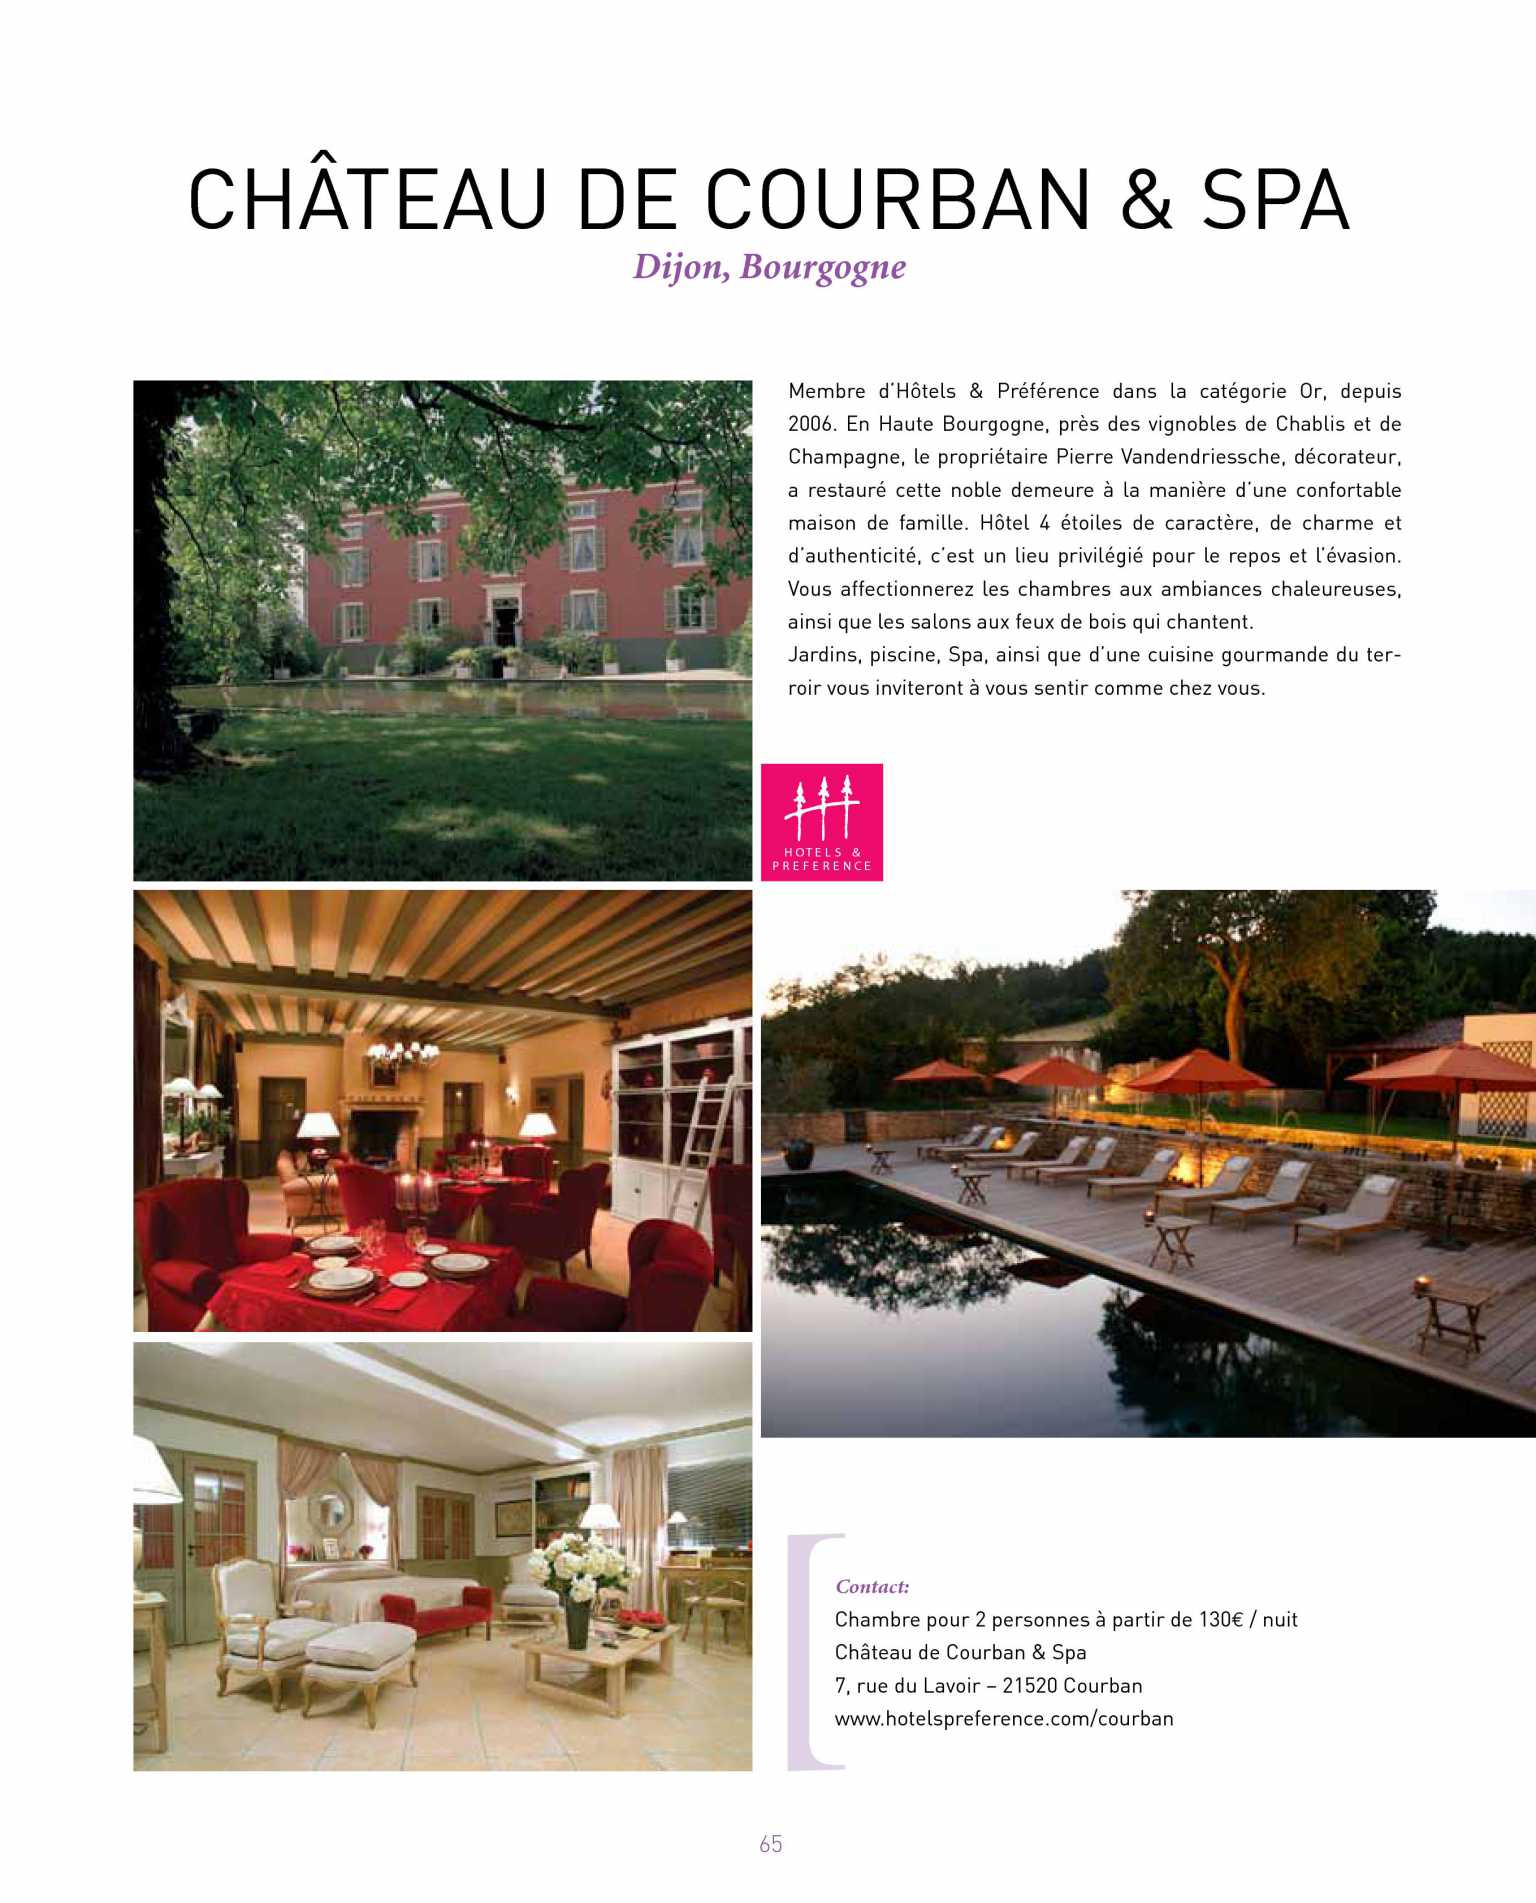 CHÂTEAU DE COURBAN & SPA
Dijon, Bourgogne
Membre d’Hôtels & Préférence dans la catégorie Or, depuis
2006. En Haute Bourgogne, près des vignobles de Chablis et de
Champagne, le propriétaire Pierre Vandendriessche, décorateur,
a restauré cette noble demeure à la manière d’une confortable
maison de famille. Hôtel 4 étoiles de caractère, de charme et
d’authenticité, c’est un lieu privilégié pour le repos et l’évasion.
Vous affectionnerez les chambres aux ambiances chaleureuses,
ainsi que les salons aux feux de bois qui chantent.
Jardins, piscine, Spa, ainsi que d’une cuisine gourmande du ter-
roir vous inviteront à vous sentir comme chez vous.
HOTELS &
PREFERENCE
Contact:
Chambre pour 2 personnes à partir de 130€ / nuit
Château de Courban & Spa
7, rue du Lavoir – 21520 Courban
www.hotelspreference.com/courban
65